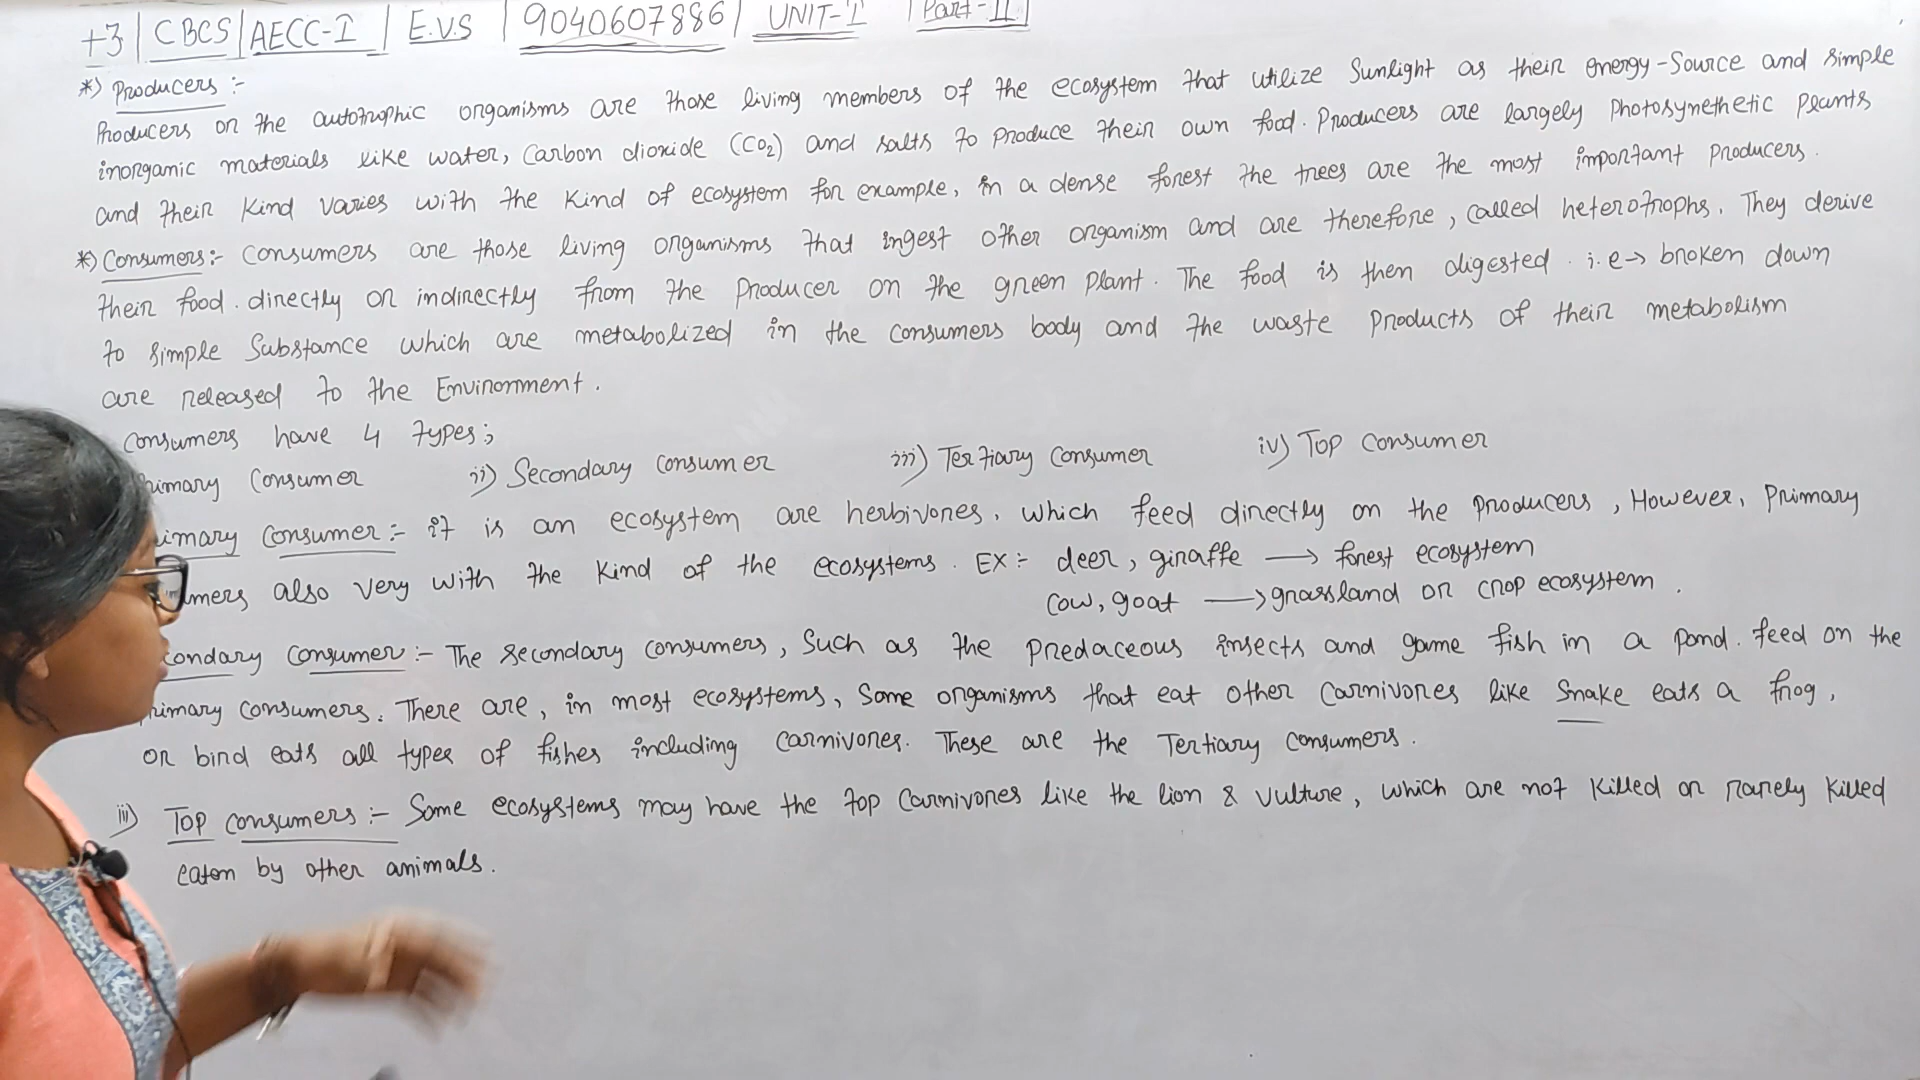 +3 | CBCS | AECC-I | E.V.S | 9040607886 | UNIT-I | Part-II |
*) Producers :-
Producers or the autotrophic organisms are those living members of the ecosystem that utilize Sunlight as their energy-Source and simple
inorganic materials like water, Carbon dioxide (CO2) and salts to produce their own food. Producers are largely Photosynethetic Plants
and their kind varies with the kind of ecosystem for example, in a dense forest the trees are the most important Producers.
*) Consumers :- Consumers are those living organisms that ingest other organism and are therefore, called heterotrophs. They derive
their food. directly or indirectly from the Producer or the green plant. The food is then digested. i.e → broken down
to simple Substance which are metabolized in the consumers body and the waste products of their metabolism
are released to the Environment.
Consumers have 4 types;
rimary Consumer ii) Secondary consumer iii) Tertiary Consumer iv) Top Consumer
imary Consumer :- it is an ecosystem are herbivores, which feed directly on the producers, However, Primary
mers also very with the kind of the ecosystems. EX :- deer, giraffe → forest ecosystem
Cow, goat → grassland or crop ecosystem.
condary Consumer :- The secondary consumers, Such as the predaceous insects and game fish in a pond. feed on the
rimary consumers. There are, in most ecosystems, Some organisms that eat other Carnivores like Snake eats a frog,
or bird eats all types of fishes including carnivores. These are the Tertiary Consumers.
iii) Top consumers :- Some ecosystems may have the top Carnivores like the lion & vulture, which are not killed or rarely killed
eaten by other animals.